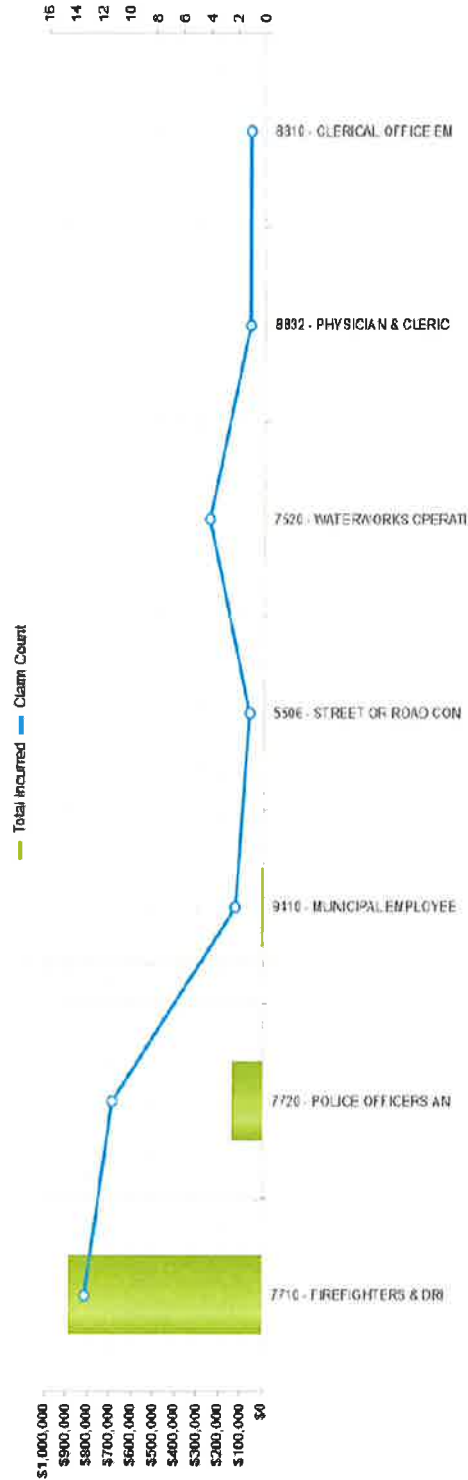 Total Incurred
Claim Count
$1,000,000
$900,000
$800,000
$700,000
$600,000
$500,000
$400,000
$300,000
$200,000
$100,000
$0
16
14
12
10
8
6
4
2
0
7710 - FIREFIGHTERS & DRI
7720 - POLICE OFFICERS AN
9410 - MUNICIPAL EMPLOYEE
5506 - STREET OR ROAD CON
7520 - WATERWORKS OPERATI
8832 - PHYSICIAN & CLERIC
8810 - CLERICAL OFFICE EM